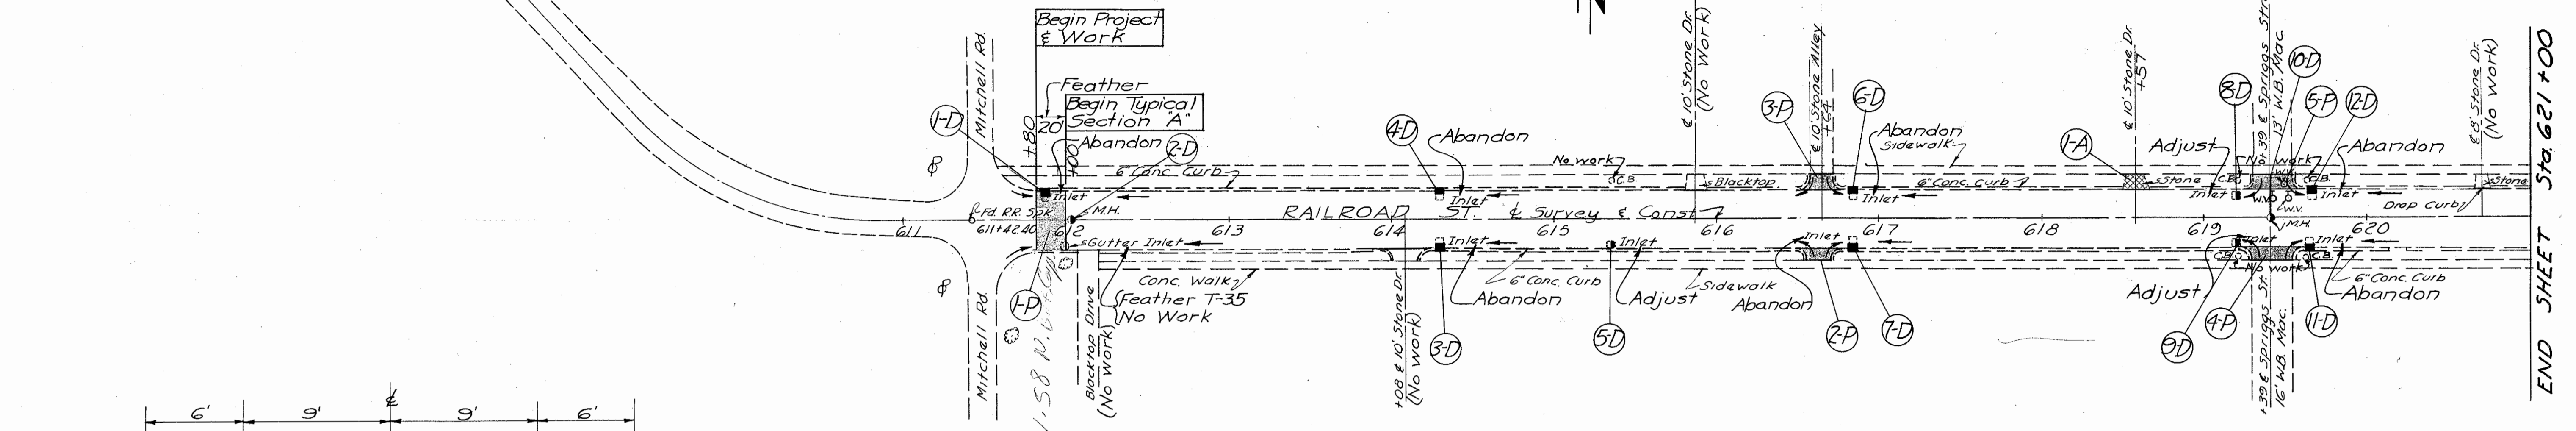 Begin Project
& Work
Feather
Begin Typical
Section "A"
20'
+80
+00
Mitchell Rd.
1-D
Abandon
2-D
6" Conc. Curb
Inlet
Fd. R.R. Spk
611+42.40
M.H.
Gutter Inlet
611
612
613
614
615
616
617
618
619
620
RAILROAD ST. ℄ Survey & Const
4-D
Abandon
Inlet
No work
C.B.
℄ 10' Stone Dr.
(No Work)
Blacktop
3-P
℄ 10' Stone Alley
+64
6-D
Abandon
Sidewalk
Inlet
6" Conc. Curb
℄ 10' Stone Dr.
+57
1-A
Stone
Adjust
8-D
+39 ℄ Spriggs
13' W.B. Mac.
10-D
5-P
12-D
Abandon
No work
C.B.
C.B.
Inlet
W.V.
W.V.
Inlet
M.H.
℄ 8' Stone Dr.
(No Work)
Stone
Drop Curb
END SHEET Sta. 621+00
Mitchell Rd.
1-P
Blacktop Drive
(No Work)
Conc. Walk
Feather T-35
No Work
+08 ℄ 10' Stone Dr.
(No Work)
Inlet
3-D
Abandon
6" Conc. Curb
Inlet
5-D
Adjust
Sidewalk
Abandon
Inlet
2-P
7-D
Adjust
Inlet
C.B.
No work
Inlet
C.B.
6" Conc. Curb
Abandon
9-D
4-P
11-D
+39 ℄ Spriggs St.
16' W.B. Mac.
6'
9'
℄
9'
6'